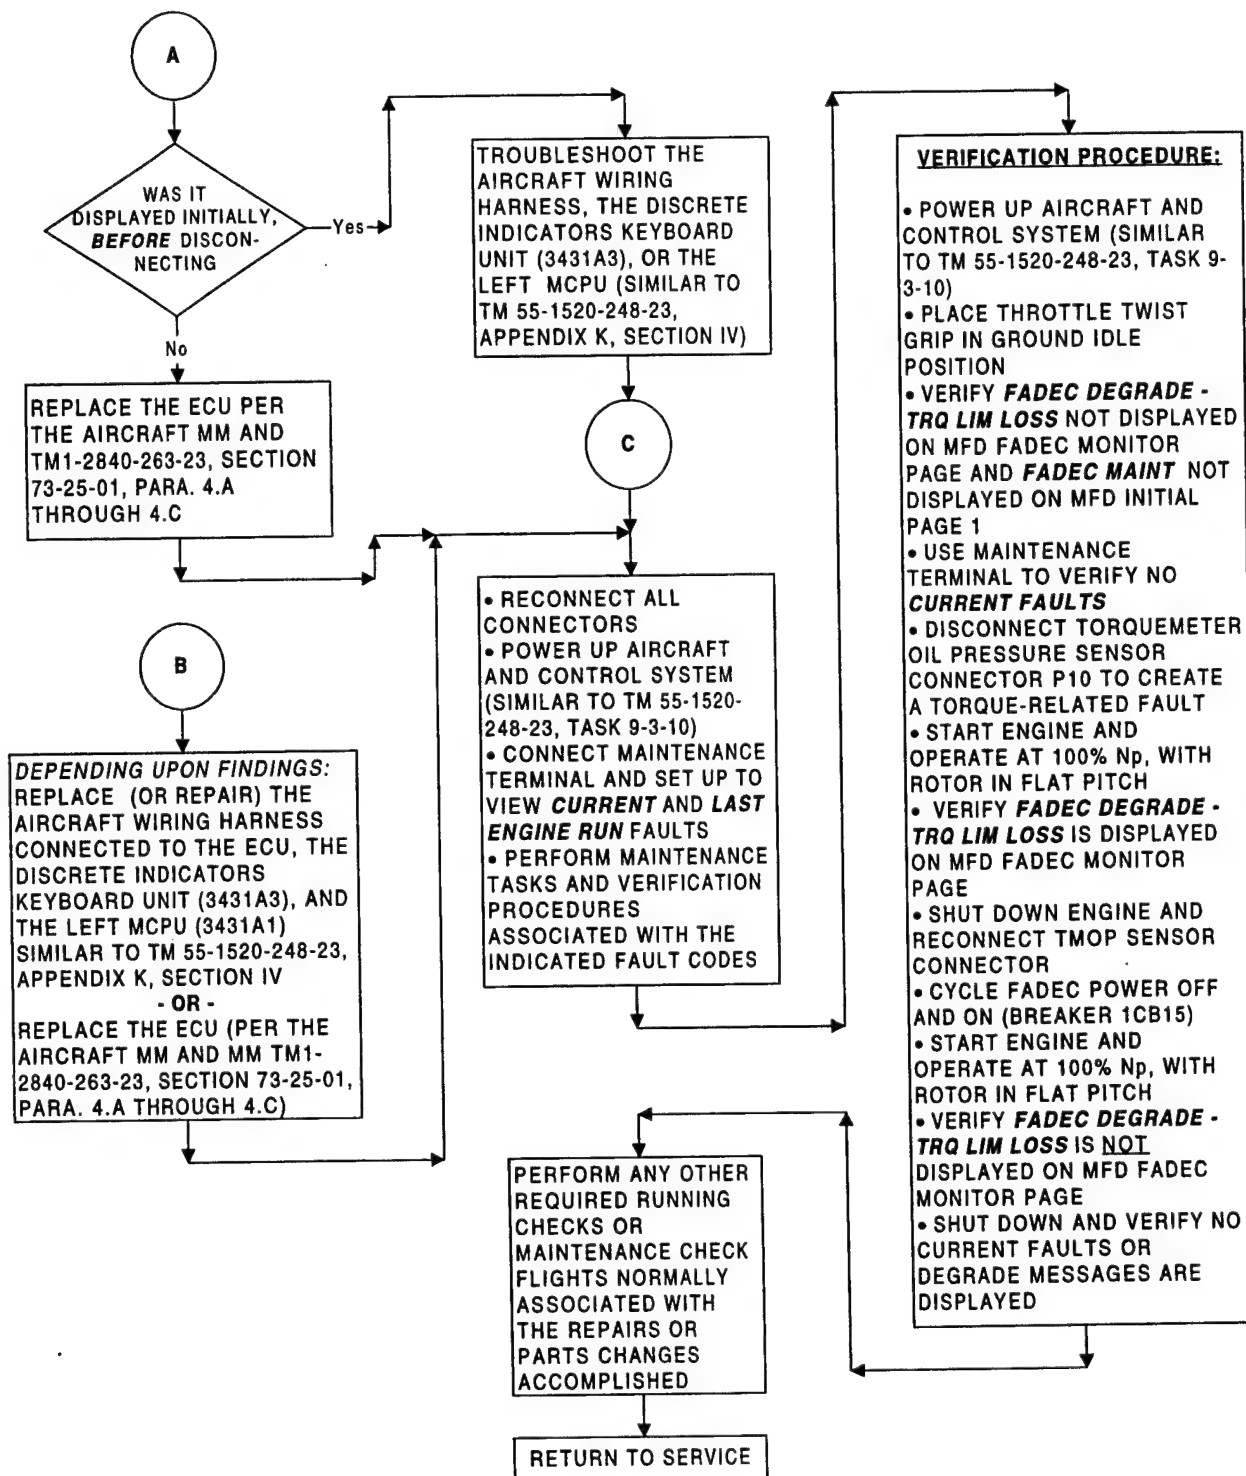 A
WAS IT
DISPLAYED INITIALLY,
BEFORE DISCON-
NECTING
Yes
No
REPLACE THE ECU PER
THE AIRCRAFT MM AND
TM1-2840-263-23, SECTION
73-25-01, PARA. 4.A
THROUGH 4.C
B
DEPENDING UPON FINDINGS:
REPLACE (OR REPAIR) THE
AIRCRAFT WIRING HARNESS
CONNECTED TO THE ECU, THE
DISCRETE INDICATORS
KEYBOARD UNIT (3431A3), AND
THE LEFT MCPU (3431A1)
SIMILAR TO TM 55-1520-248-23,
APPENDIX K, SECTION IV
- OR -
REPLACE THE ECU (PER THE
AIRCRAFT MM AND MM TM1-
2840-263-23, SECTION 73-25-01,
PARA. 4.A THROUGH 4.C)
TROUBLESHOOT THE
AIRCRAFT WIRING
HARNESS, THE DISCRETE
INDICATORS KEYBOARD
UNIT (3431A3), OR THE
LEFT MCPU (SIMILAR TO
TM 55-1520-248-23,
APPENDIX K, SECTION IV)
C
• RECONNECT ALL
CONNECTORS
• POWER UP AIRCRAFT
AND CONTROL SYSTEM
(SIMILAR TO TM 55-1520-
248-23, TASK 9-3-10)
• CONNECT MAINTENANCE
TERMINAL AND SET UP TO
VIEW CURRENT AND LAST
ENGINE RUN FAULTS
• PERFORM MAINTENANCE
TASKS AND VERIFICATION
PROCEDURES
ASSOCIATED WITH THE
INDICATED FAULT CODES
VERIFICATION PROCEDURE:
• POWER UP AIRCRAFT AND
CONTROL SYSTEM (SIMILAR
TO TM 55-1520-248-23, TASK 9-
3-10)
• PLACE THROTTLE TWIST
GRIP IN GROUND IDLE
POSITION
• VERIFY FADEC DEGRADE -
TRQ LIM LOSS NOT DISPLAYED
ON MFD FADEC MONITOR
PAGE AND FADEC MAINT NOT
DISPLAYED ON MFD INITIAL
PAGE 1
• USE MAINTENANCE
TERMINAL TO VERIFY NO
CURRENT FAULTS
• DISCONNECT TORQUEMETER
OIL PRESSURE SENSOR
CONNECTOR P10 TO CREATE
A TORQUE-RELATED FAULT
• START ENGINE AND
OPERATE AT 100% Np, WITH
ROTOR IN FLAT PITCH
• VERIFY FADEC DEGRADE -
TRQ LIM LOSS IS DISPLAYED
ON MFD FADEC MONITOR
PAGE
• SHUT DOWN ENGINE AND
RECONNECT TMOP SENSOR
CONNECTOR
• CYCLE FADEC POWER OFF
AND ON (BREAKER 1CB15)
• START ENGINE AND
OPERATE AT 100% Np, WITH
ROTOR IN FLAT PITCH
• VERIFY FADEC DEGRADE -
TRQ LIM LOSS IS NOT
DISPLAYED ON MFD FADEC
MONITOR PAGE
• SHUT DOWN AND VERIFY NO
CURRENT FAULTS OR
DEGRADE MESSAGES ARE
DISPLAYED
PERFORM ANY OTHER
REQUIRED RUNNING
CHECKS OR
MAINTENANCE CHECK
FLIGHTS NORMALLY
ASSOCIATED WITH
THE REPAIRS OR
PARTS CHANGES
ACCOMPLISHED
RETURN TO SERVICE